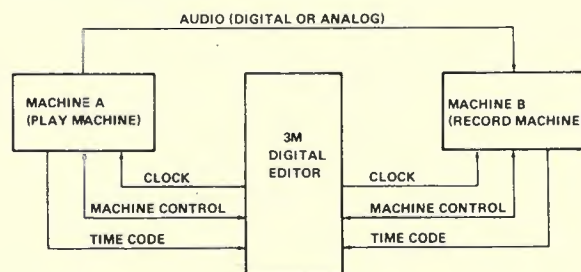 AUDIO (DIGITAL OR ANALOG)
MACHINE A
(PLAY MACHINE)
3M
DIGITAL
EDITOR
MACHINE B
(RECORD MACHINE)
CLOCK
MACHINE CONTROL
TIME CODE
CLOCK
MACHINE CONTROL
TIME CODE